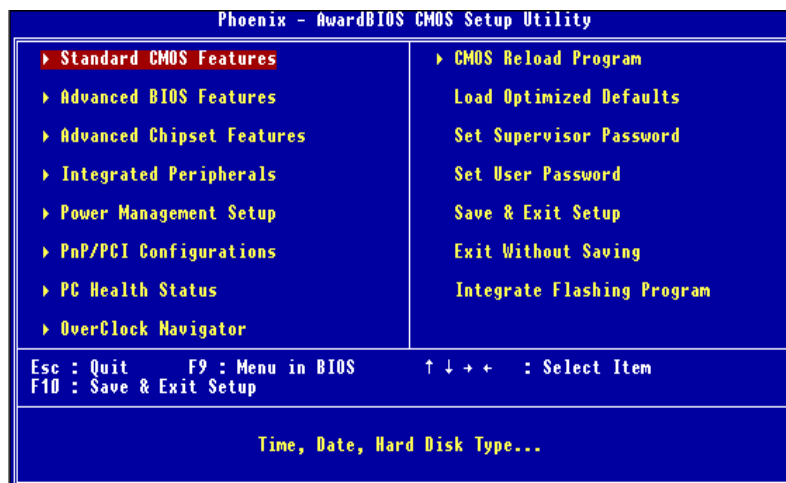 Phoenix - AwardBIOS CMOS Setup Utility
▸ Standard CMOS Features
▸ Advanced BIOS Features
▸ Advanced Chipset Features
▸ Integrated Peripherals
▸ Power Management Setup
▸ PnP/PCI Configurations
▸ PC Health Status
▸ OverClock Navigator
▸ CMOS Reload Program
Load Optimized Defaults
Set Supervisor Password
Set User Password
Save & Exit Setup
Exit Without Saving
Integrate Flashing Program
Esc : Quit F9 : Menu in BIOS ↑ ↓ → ← : Select Item
F10 : Save & Exit Setup
Time, Date, Hard Disk Type...